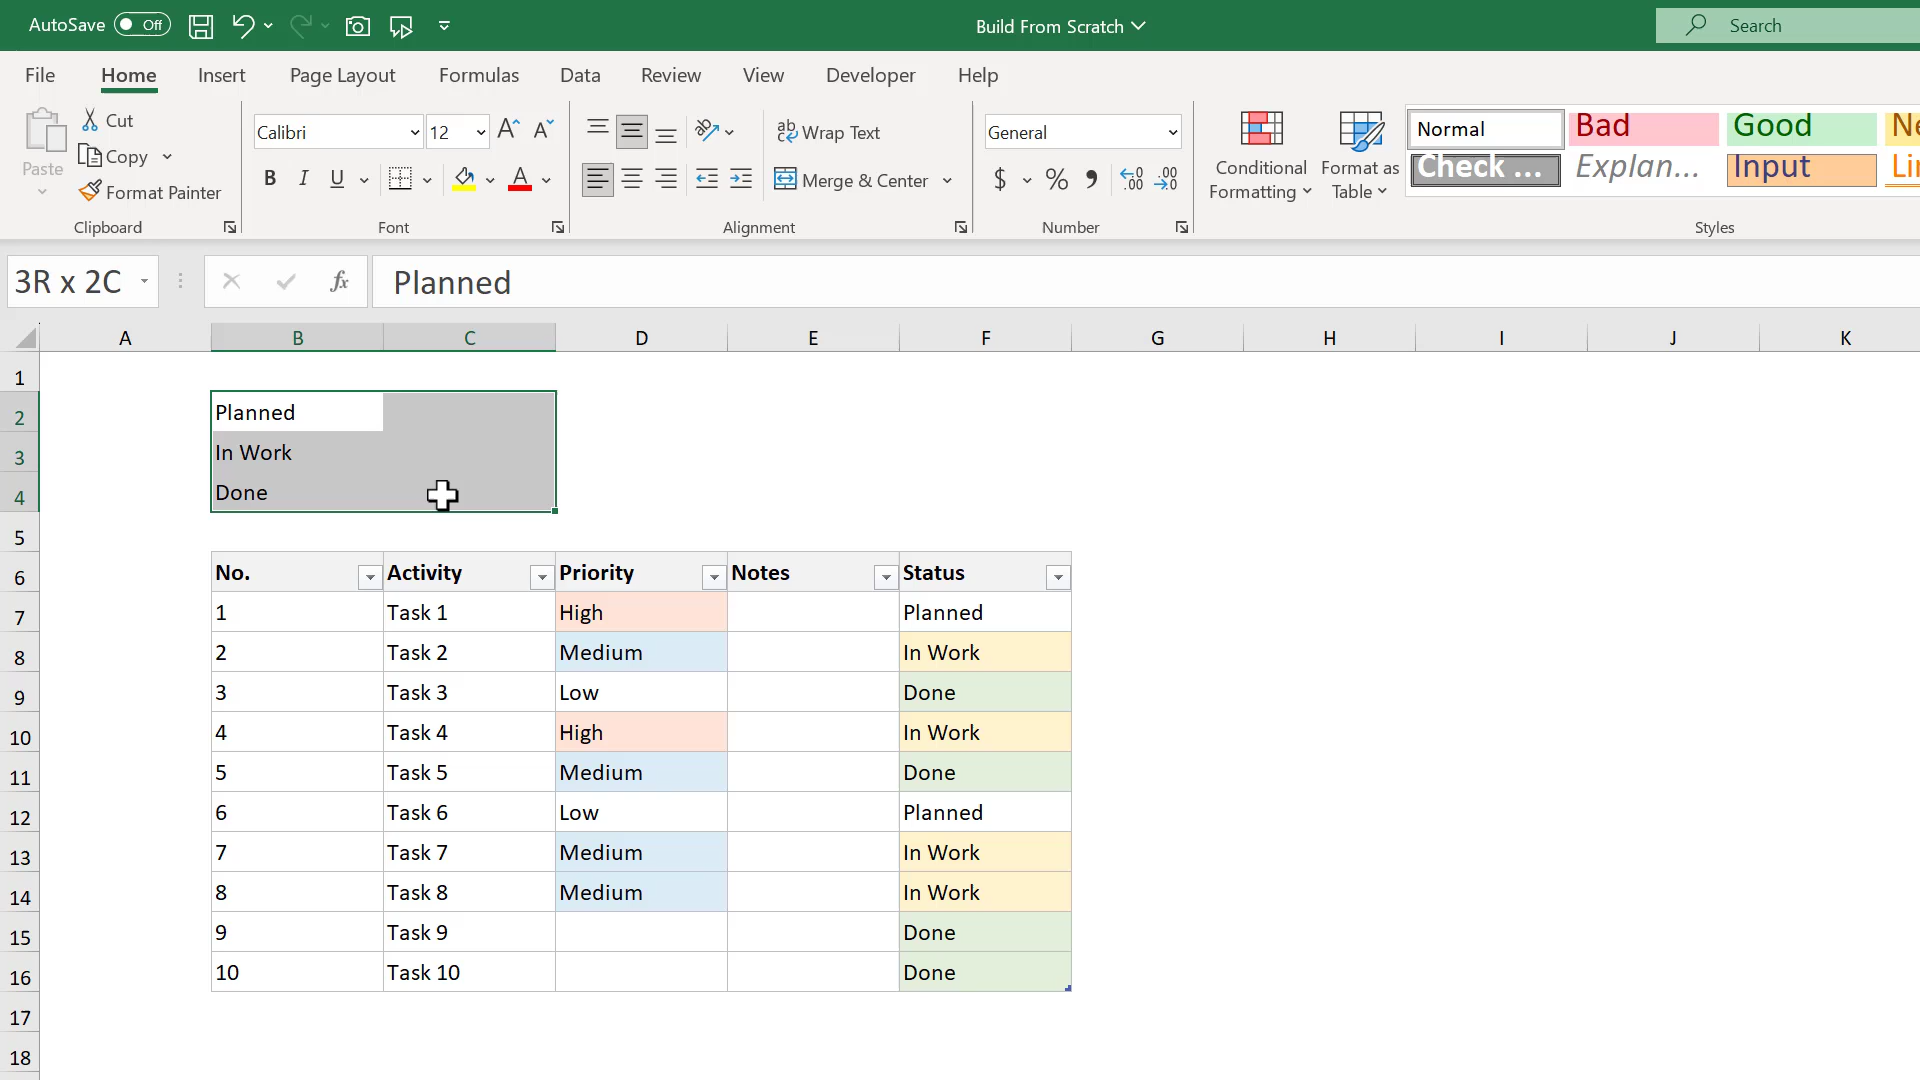 AutoSave Off Build From Scratch Search
File Home Insert Page Layout Formulas Data Review View Developer Help
Paste Cut Copy Format Painter
Clipboard
Calibri 12
B I U A
Font
Wrap Text
Merge & Center
Alignment
General
$ % 9 .00
Number
Conditional Formatting
Format as Table
Normal Bad Good
Check ... Explan... Input
Styles
3R x 2C fx Planned
A B C D E F G H I J K
1
2 Planned
3 In Work
4 Done
5
6 No. Activity Priority Notes Status
7 1 Task 1 High Planned
8 2 Task 2 Medium In Work
9 3 Task 3 Low Done
10 4 Task 4 High In Work
11 5 Task 5 Medium Done
12 6 Task 6 Low Planned
13 7 Task 7 Medium In Work
14 8 Task 8 Medium In Work
15 9 Task 9 Done
16 10 Task 10 Done
17
18